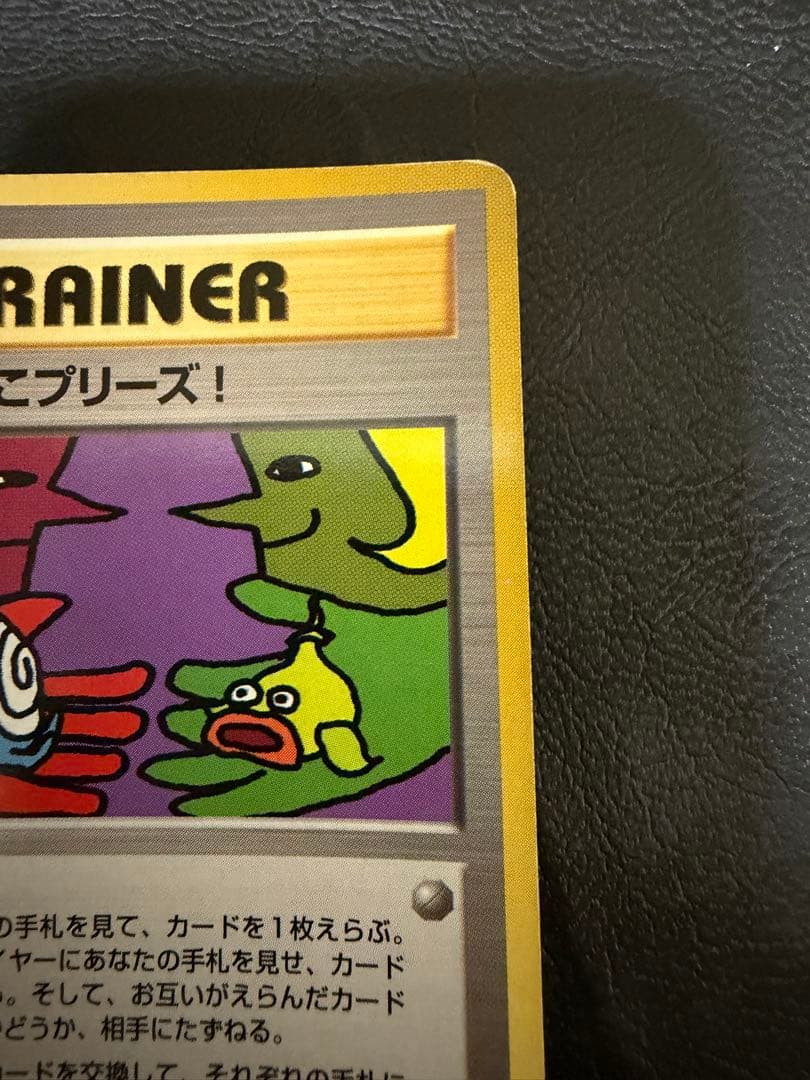 RAINER
こプリーズ！
の手札を見て、カードを1枚えらぶ。
イヤーにあなたの手札を見せ、カード
。そして、お互いがえらんだカード
どうか、相手にたずねる。
カードを交換して、それぞれの手札に